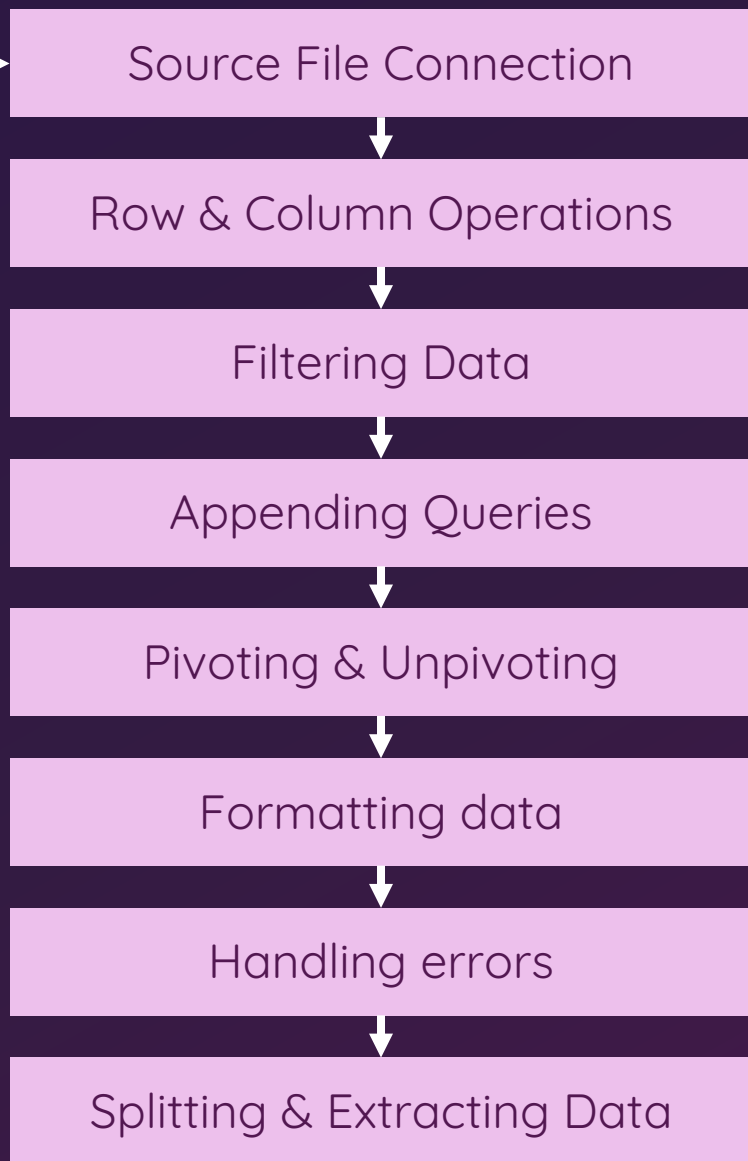 Source File Connection
Row & Column Operations
Filtering Data
Appending Queries
Pivoting & Unpivoting
Formatting data
Handling errors
Splitting & Extracting Data